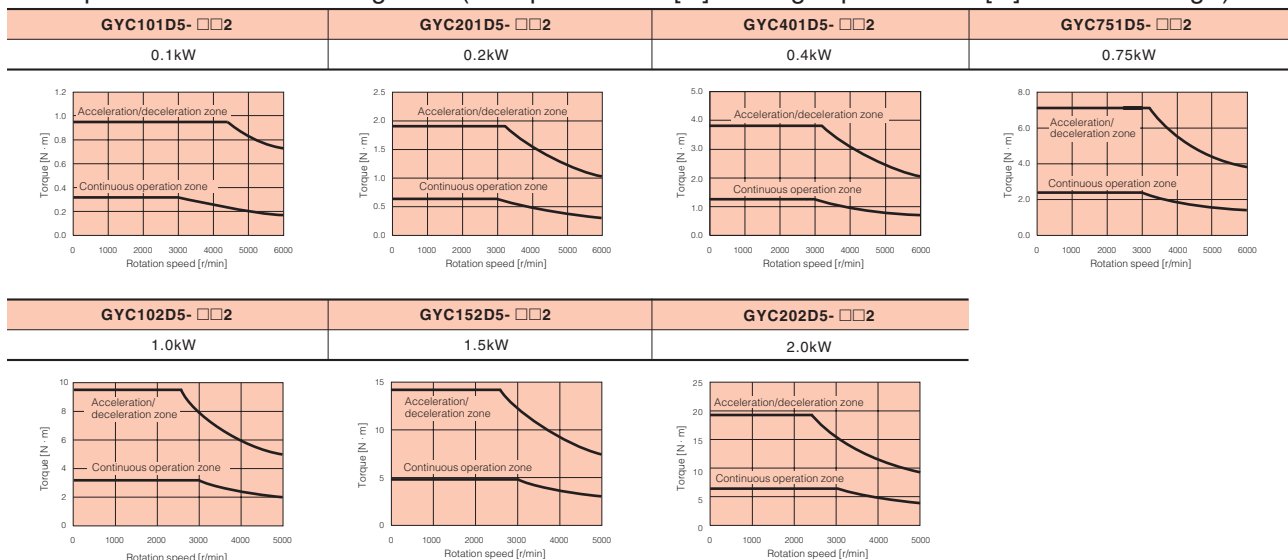 GYC101D5- □□2 GYC201D5- □□2 GYC401D5- □□2 GYC751D5- □□2
0.1kW 0.2kW 0.4kW 0.75kW
1.2
1.0
0.8
0.6
0.4
0.2
0.0
Torque [N · m]
Acceleration/deceleration zone
Continuous operation zone
0 1000 2000 3000 4000 5000 6000
Rotation speed [r/min]
2.5
2.0
1.5
1.0
0.5
0.0
Torque [N · m]
Acceleration/deceleration zone
Continuous operation zone
0 1000 2000 3000 4000 5000 6000
Rotation speed [r/min]
5.0
4.0
3.0
2.0
1.0
0.0
Torque [N · m]
Acceleration/deceleration zone
Continuous operation zone
0 1000 2000 3000 4000 5000 6000
Rotation speed [r/min]
8.0
6.0
4.0
2.0
0.0
Torque [N · m]
Acceleration/
deceleration zone
Continuous operation zone
0 1000 2000 3000 4000 5000 6000
Rotation speed [r/min]
GYC102D5- □□2 GYC152D5- □□2 GYC202D5- □□2
1.0kW 1.5kW 2.0kW
10
8
6
4
2
0
Torque [N · m]
Acceleration/
deceleration zone
Continuous operation zone
0 1000 2000 3000 4000 5000
Rotation speed [r/min]
15
10
5
0
Torque [N · m]
Acceleration/
deceleration zone
Continuous operation zone
0 1000 2000 3000 4000 5000
Rotation speed [r/min]
25
20
15
10
5
0
Torque [N · m]
Acceleration/deceleration zone
Continuous operation zone
0 1000 2000 3000 4000 5000
Rotation speed [r/min]